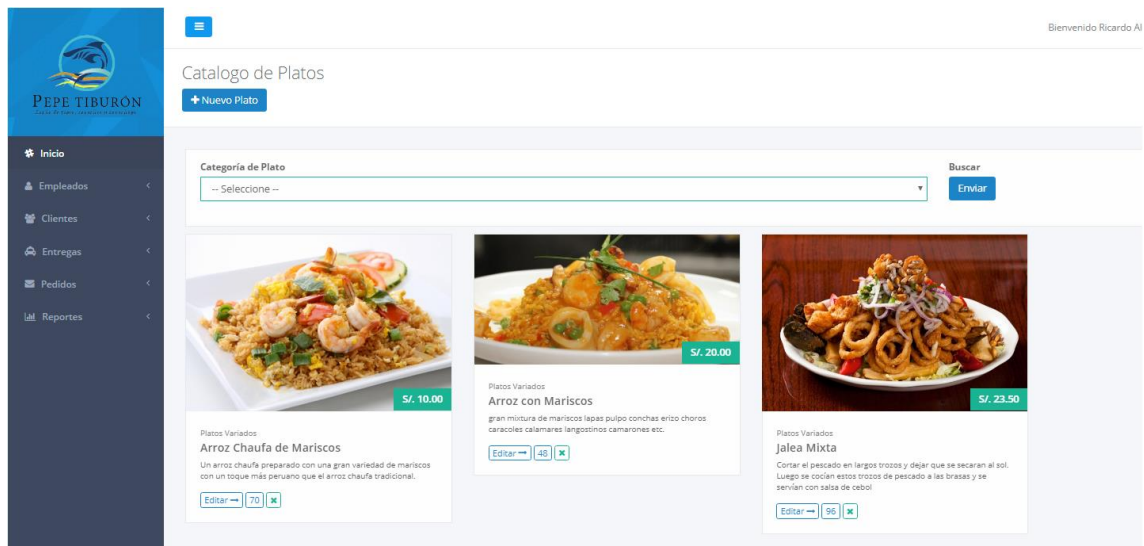 Bienvenido Ricardo Al
PEPE TIBURÓN
Catalogo de Platos
Nuevo Plato
Inicio
Empleados
Clientes
Entregas
Pedidos
Reportes
Categoría de Plato
-- Seleccione --
Buscar
Enviar
S/. 10.00
Platos Variados
Arroz Chaufa de Mariscos
Un arroz chaufa preparado con una gran variedad de mariscos
con un toque más peruano que el arroz chaufa tradicional.
Editar 70
S/. 20.00
Platos Variados
Arroz con Mariscos
gran mixtura de mariscos lapas pulpo conchas erizo choros
caracoles calamares langostinos camarones etc.
Editar 48
S/. 23.50
Platos Variados
Jalea Mixta
Cortar el pescado en largos trozos y dejar que se secaran al sol.
Luego se cocían estos trozos de pescado a las brasas y se
servían con salsa de cebol
Editar 96